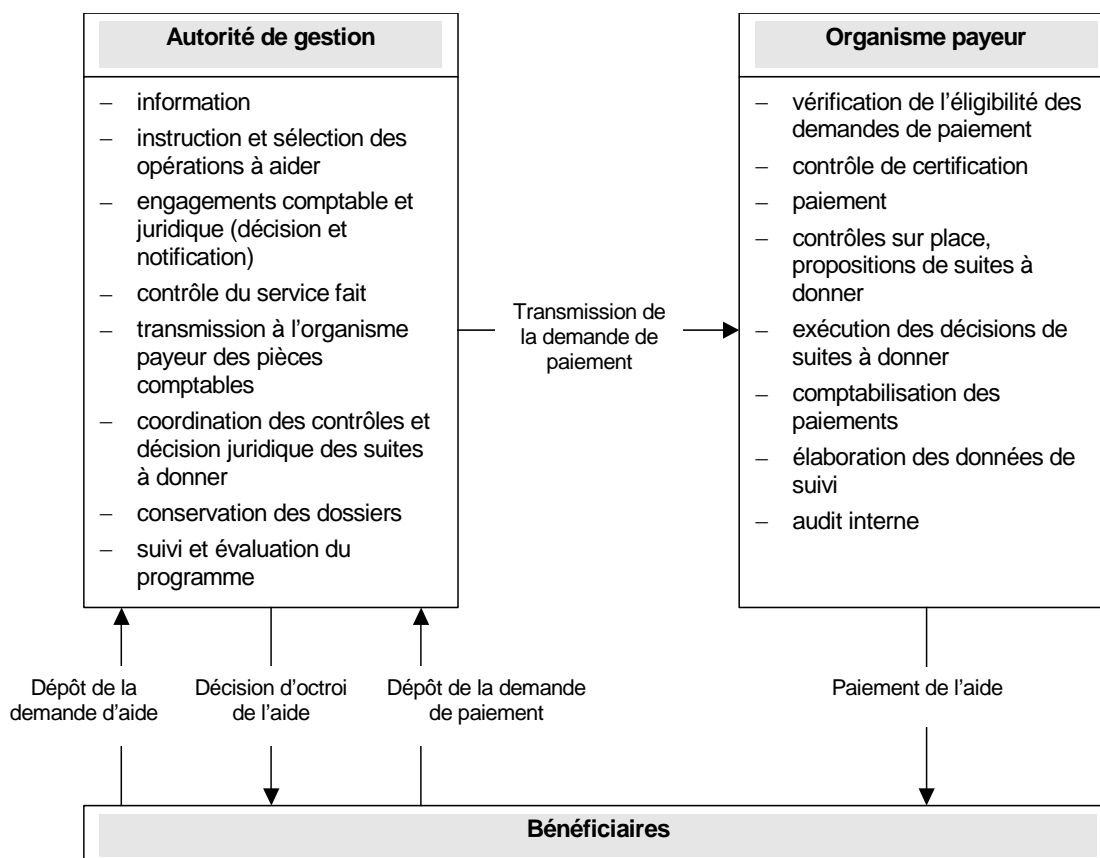 Autorité de gestion
– information
– instruction et sélection des
opérations à aider
– engagements comptable et
juridique (décision et
notification)
– contrôle du service fait
– transmission à l’organisme
payeur des pièces
comptables
– coordination des contrôles et
décision juridique des suites
à donner
– conservation des dossiers
– suivi et évaluation du
programme
Transmission de
la demande de
paiement
Organisme payeur
– vérification de l’éligibilité des
demandes de paiement
– contrôle de certification
– paiement
– contrôles sur place,
propositions de suites à
donner
– exécution des décisions de
suites à donner
– comptabilisation des
paiements
– élaboration des données de
suivi
– audit interne
Dépôt de la
demande d’aide
Décision d’octroi
de l’aide
Dépôt de la demande
de paiement
Paiement de l’aide
Bénéficiaires